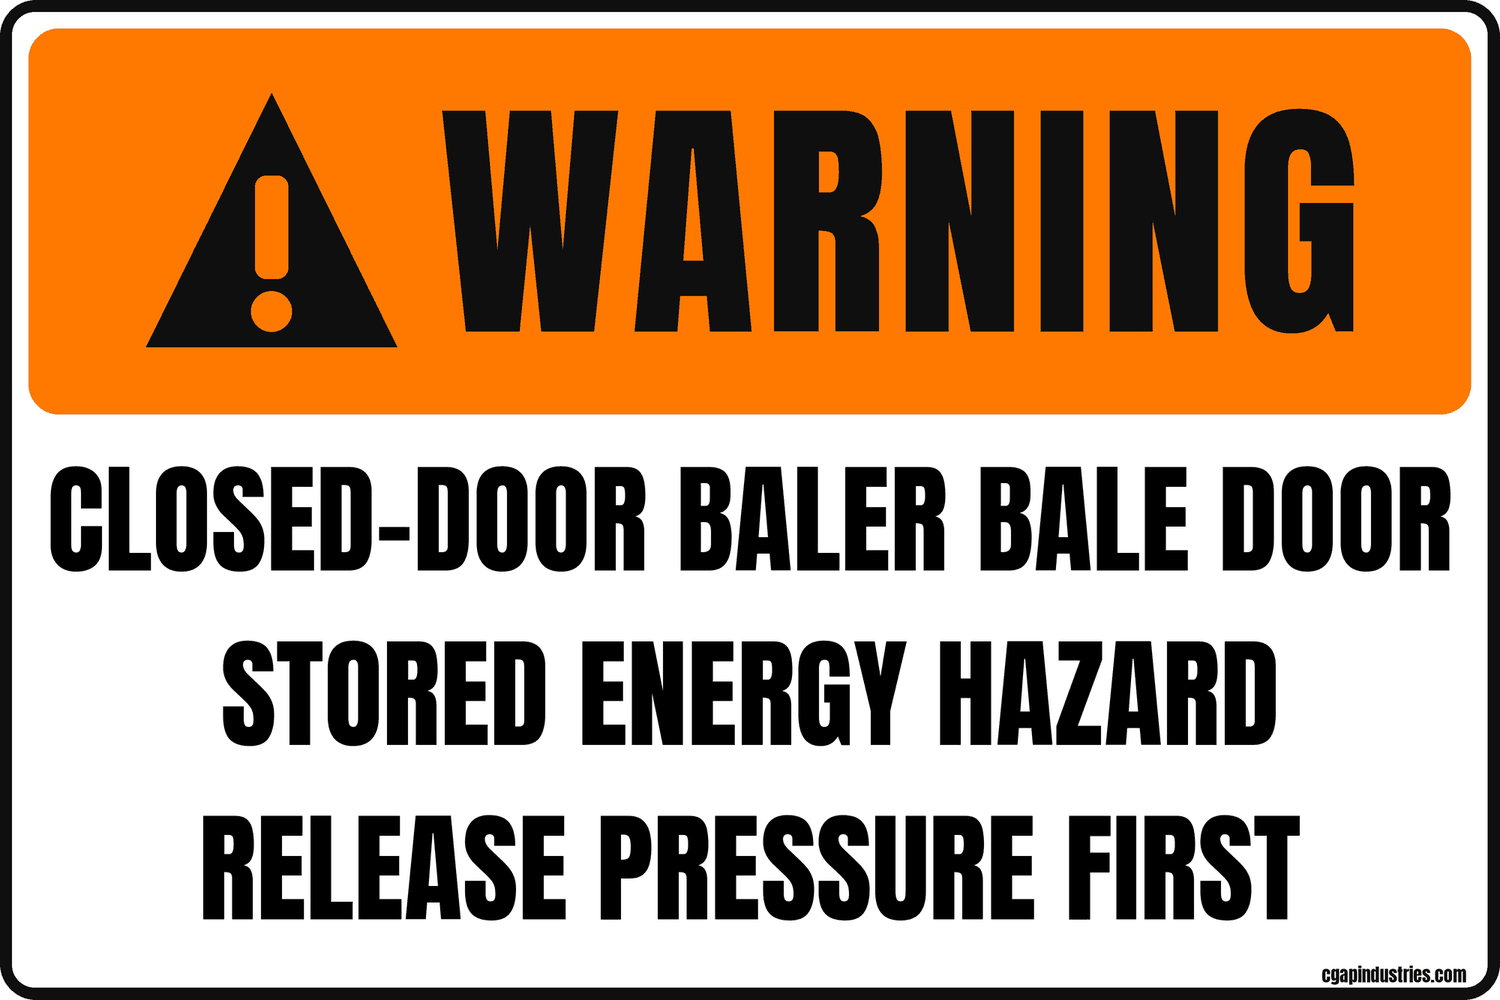 WARNING
CLOSED-DOOR BALER BALE DOOR
STORED ENERGY HAZARD
RELEASE PRESSURE FIRST
cgapindustries.com